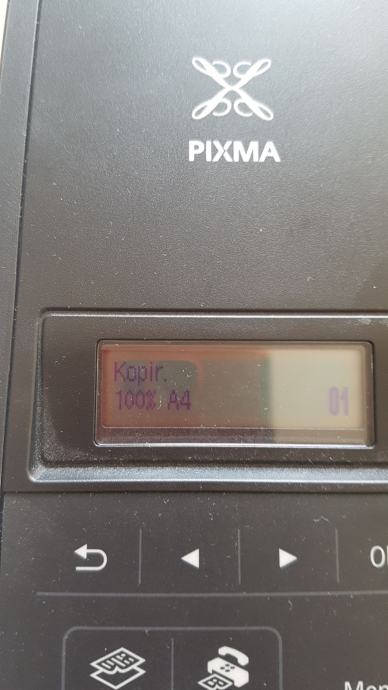 PIXMA
Kopir.
100% A4
01